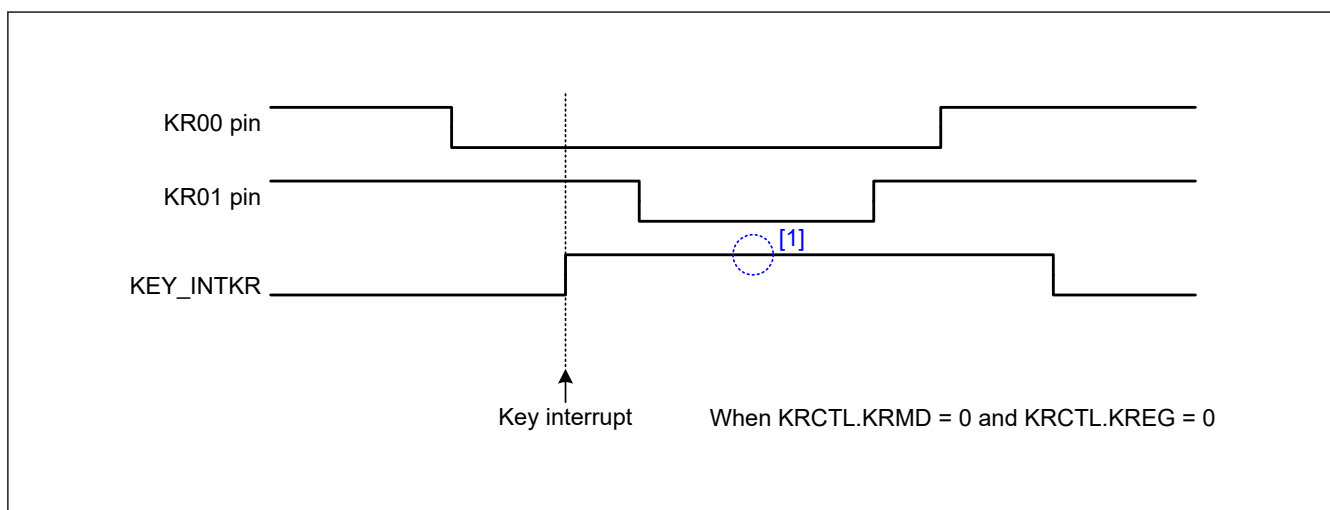 KR00 pin
KR01 pin
[1]
KEY_INTKR
Key interrupt
When KRCTL.KRMD = 0 and KRCTL.KREG = 0